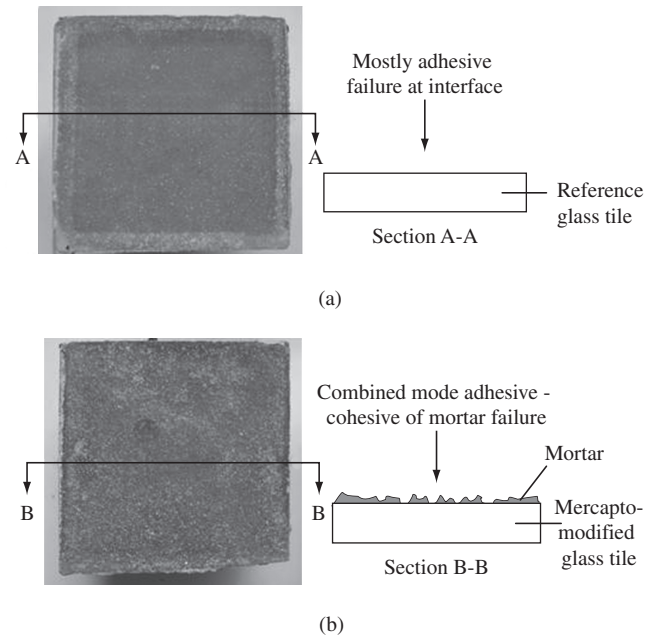 Mostly adhesive
failure at interface
A
A
Reference
glass tile
Section A-A
(a)
Combined mode adhesive -
cohesive of mortar failure
Mortar
B
B
Mercapto-
modified
glass tile
Section B-B
(b)